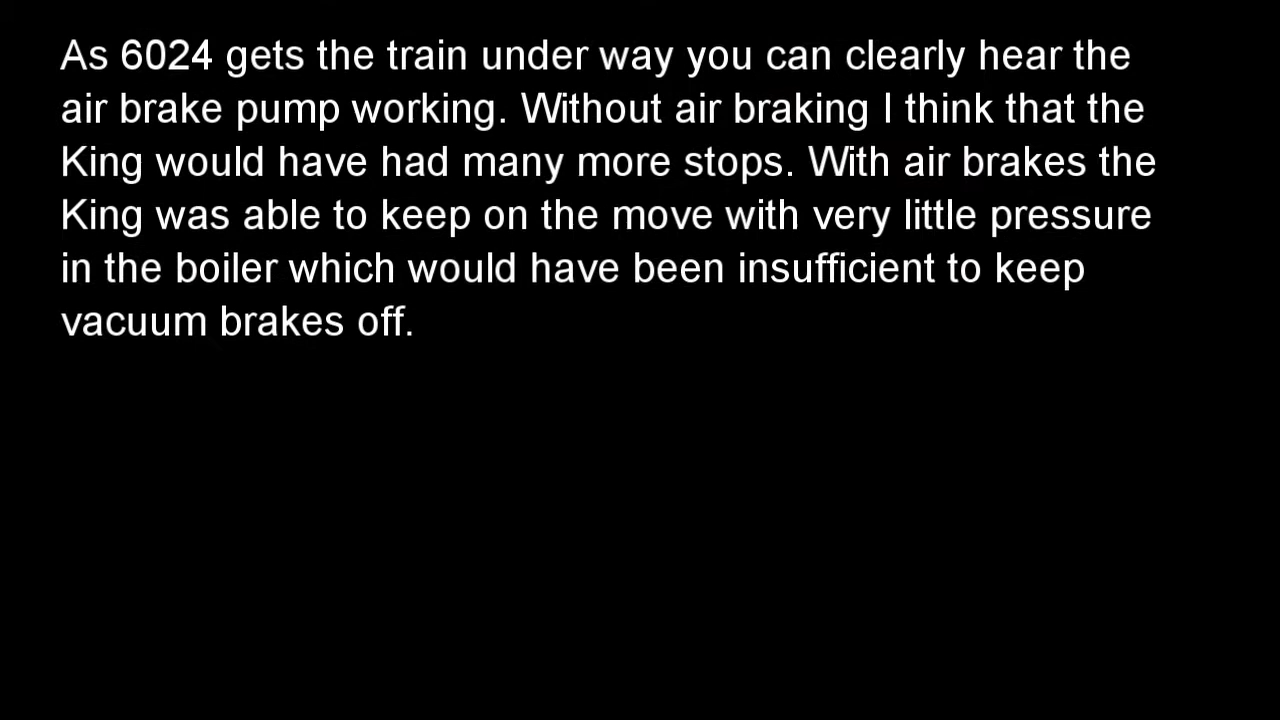 As 6024 gets the train under way you can clearly hear the
air brake pump working. Without air braking I think that the
King would have had many more stops. With air brakes the
King was able to keep on the move with very little pressure
in the boiler which would have been insufficient to keep
vacuum brakes off.